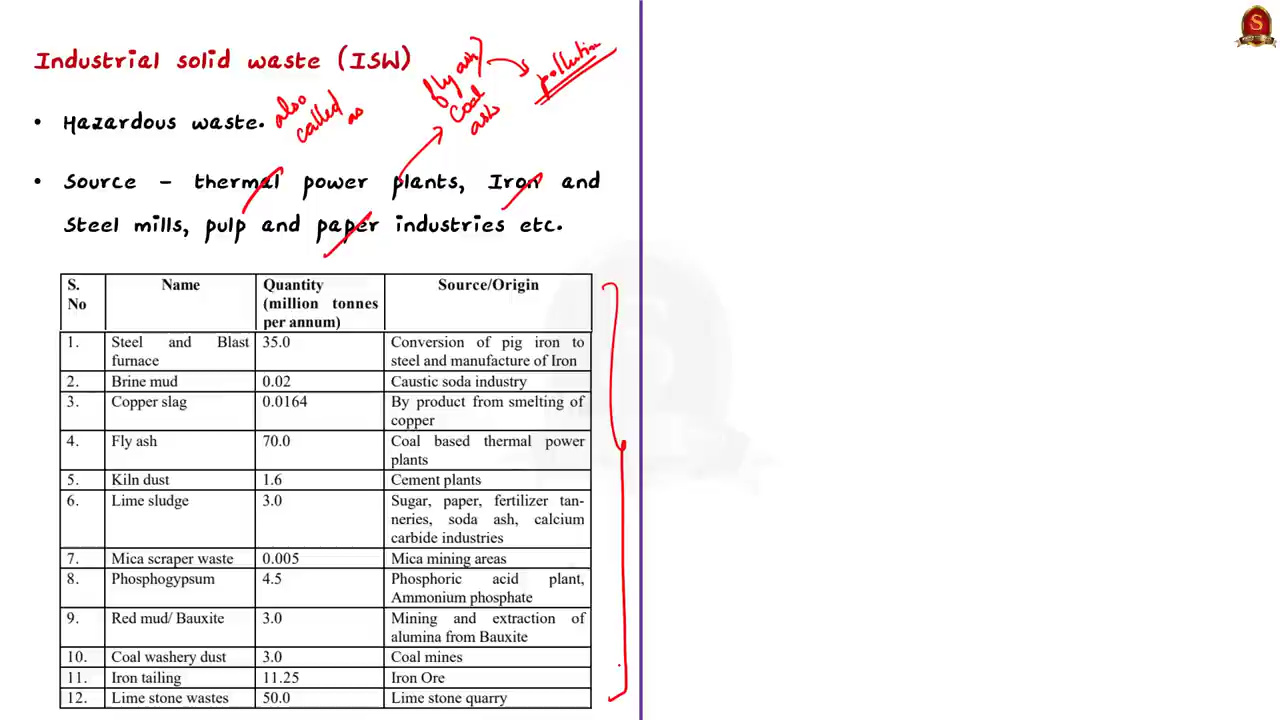 Industrial solid waste (ISW)
fly ash
coal
ash
pollution
• Hazardous waste.
also
called
as
• Source – thermal power plants, Iron and
Steel mills, pulp and paper industries etc.
S. No | Name | Quantity (million tonnes per annum) | Source/Origin
1. | Steel and Blast furnace | 35.0 | Conversion of pig iron to steel and manufacture of Iron
2. | Brine mud | 0.02 | Caustic soda industry
3. | Copper slag | 0.0164 | By product from smelting of copper
4. | Fly ash | 70.0 | Coal based thermal power plants
5. | Kiln dust | 1.6 | Cement plants
6. | Lime sludge | 3.0 | Sugar, paper, fertilizer tan-neries, soda ash, calcium carbide industries
7. | Mica scraper waste | 0.005 | Mica mining areas
8. | Phosphogypsum | 4.5 | Phosphoric acid plant, Ammonium phosphate
9. | Red mud/ Bauxite | 3.0 | Mining and extraction of alumina from Bauxite
10. | Coal washery dust | 3.0 | Coal mines
11. | Iron tailing | 11.25 | Iron Ore
12. | Lime stone wastes | 50.0 | Lime stone quarry
S